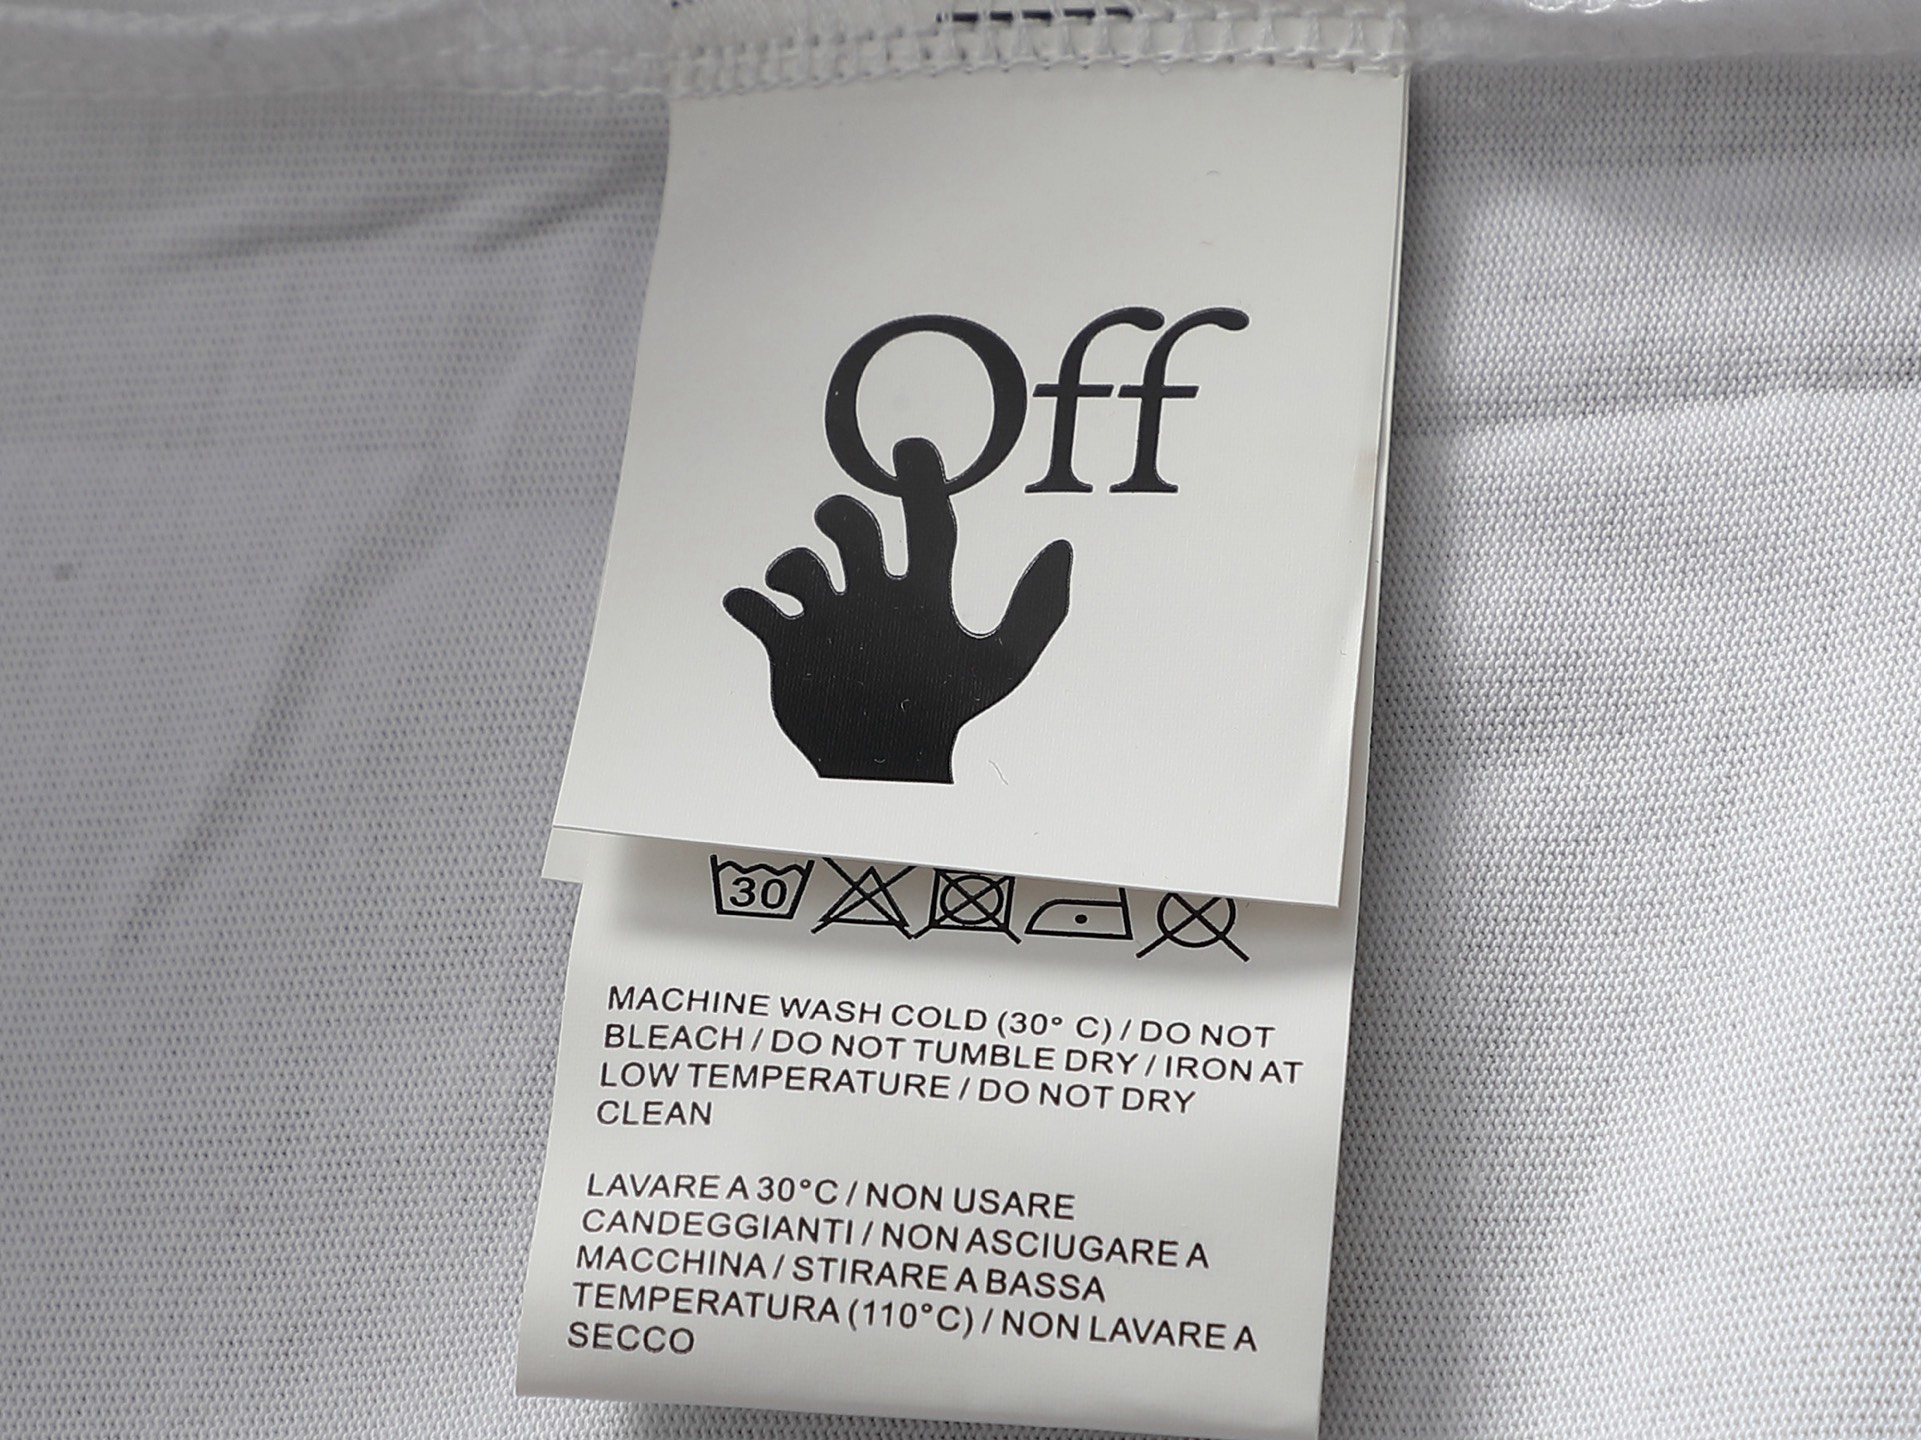 Off
30
MACHINE WASH COLD (30° C) / DO NOT
BLEACH / DO NOT TUMBLE DRY / IRON AT
LOW TEMPERATURE / DO NOT DRY
CLEAN
LAVARE A 30°C / NON USARE
CANDEGGIANTI / NON ASCIUGARE A
MACCHINA / STIRARE A BASSA
TEMPERATURA (110°C) / NON LAVARE A
SECCO